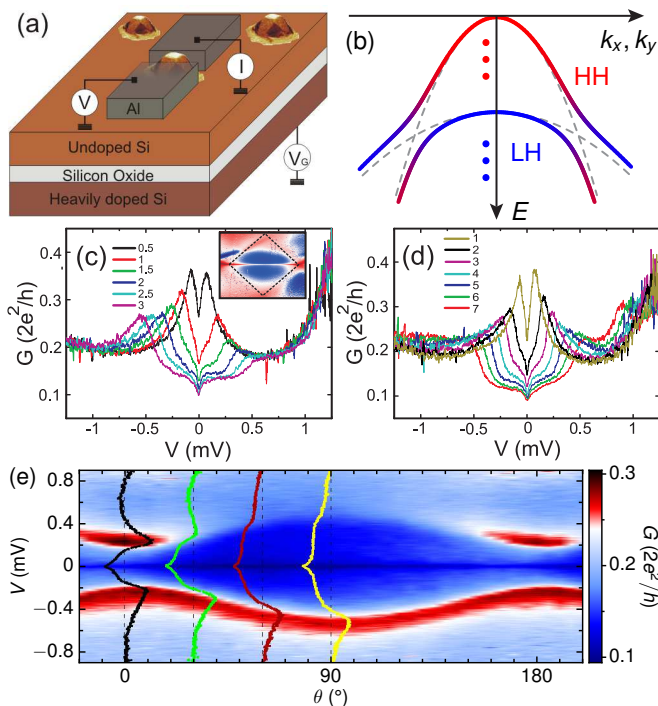 (a)
V
I
Al
Undoped Si
Silicon Oxide
Heavily doped Si
V_G
(b)
k_x, k_y
HH
LH
E
(c)
0.5
1
1.5
2
2.5
3
0.4
0.3
0.2
0.1
G (2e²/h)
-1 -0.5 0 0.5 1
V (mV)
(d)
1
2
3
4
5
6
7
0.4
0.3
0.2
0.1
G (2e²/h)
-1 -0.5 0 0.5 1
V (mV)
(e)
0.8
0.4
0
−0.4
−0.8
V (mV)
0 90 180
θ (°)
0.3
0.2
0.1
G (2e²/h)